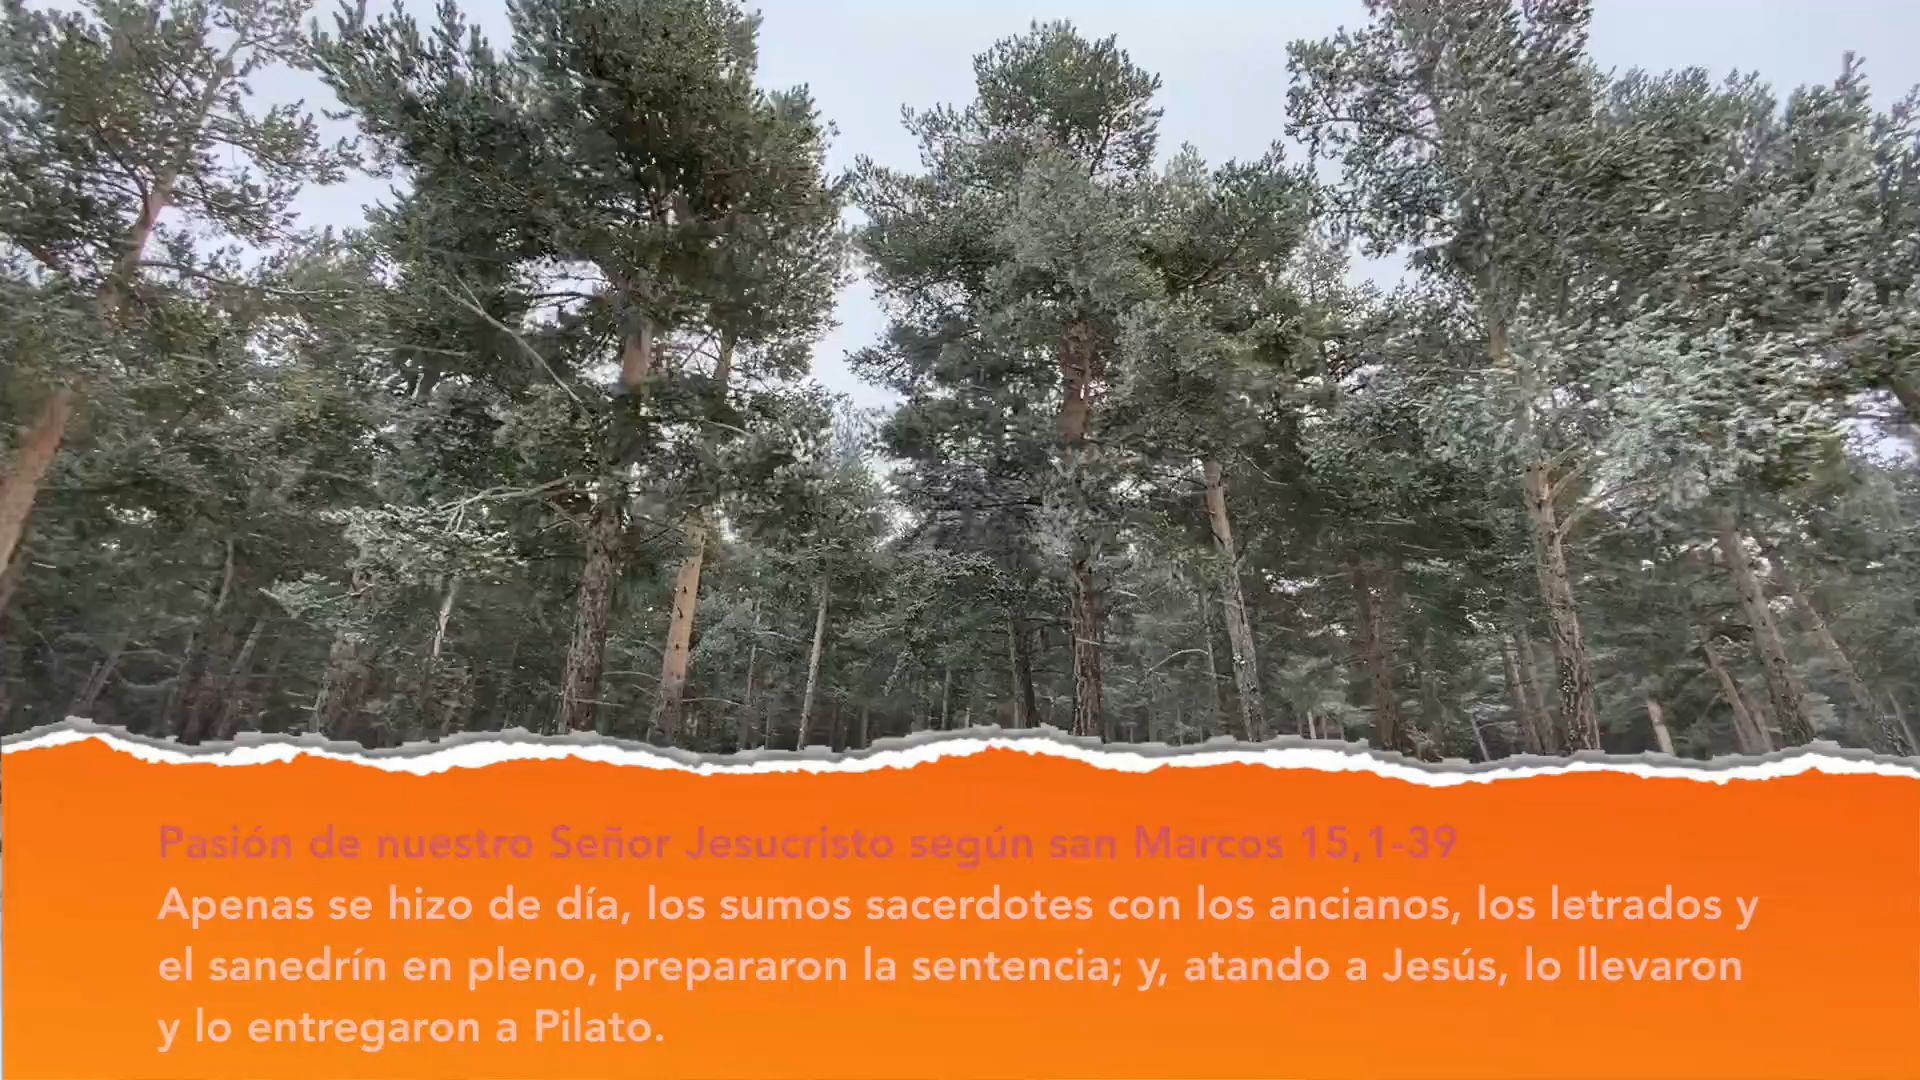 Pasión de nuestro Señor Jesucristo según san Marcos 15,1-39
Apenas se hizo de día, los sumos sacerdotes con los ancianos, los letrados y
el sanedrín en pleno, prepararon la sentencia; y, atando a Jesús, lo llevaron
y lo entregaron a Pilato.